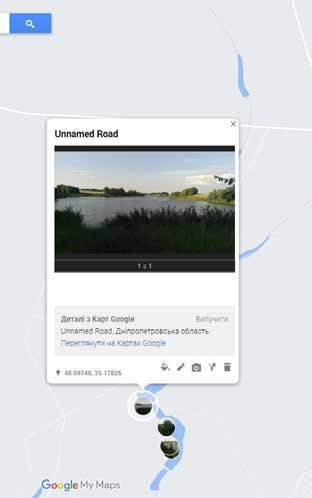 Unnamed Road
1 з 1
Деталі з Карт Google
Вилучити
Unnamed Road, Дніпропетровська область
Переглянути на Картах Google
48.59748, 35.17826
Google My Maps